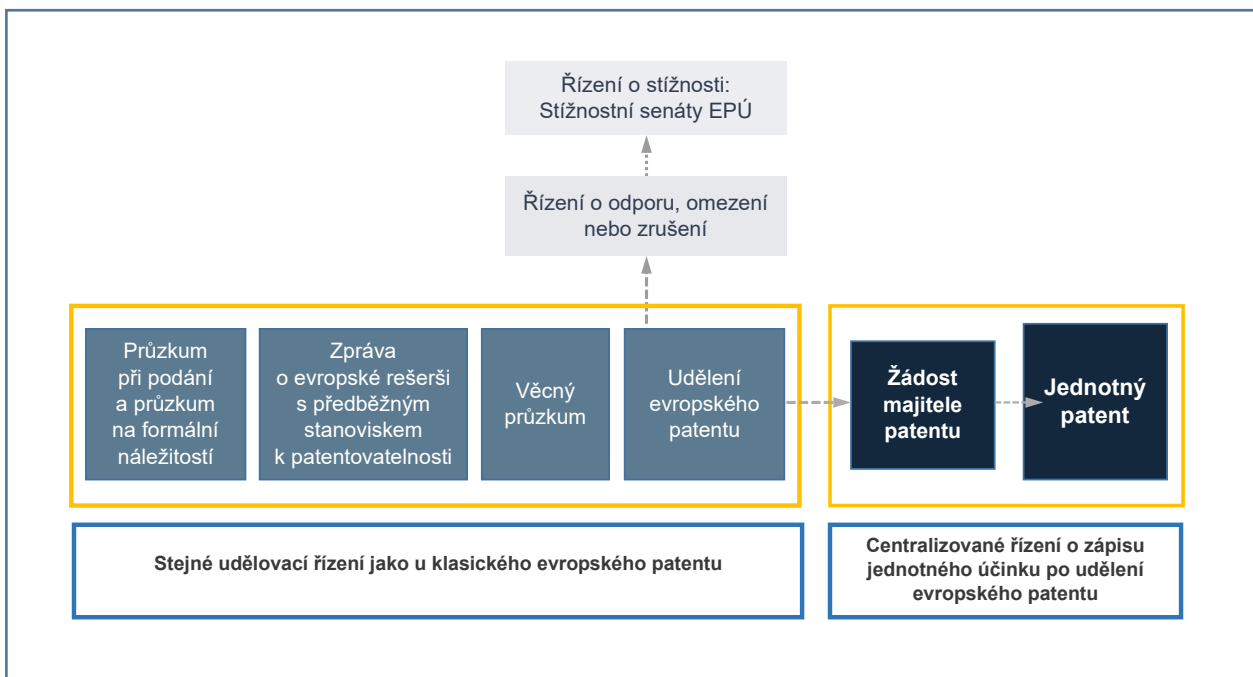 Řízení o stížnosti:
Stížnostní senáty EPÚ
Řízení o odporu, omezení
nebo zrušení
Průzkum
při podání
a průzkum
na formální
náležitostí
Zpráva
o evropské rešerši
s předběžným
stanoviskem
k patentovatelnosti
Věcný
průzkum
Udělení
evropského
patentu
Žádost
majitele
patentu
Jednotný
patent
Stejné udělovací řízení jako u klasického evropského patentu
Centralizované řízení o zápisu
jednotného účinku po udělení
evropského patentu